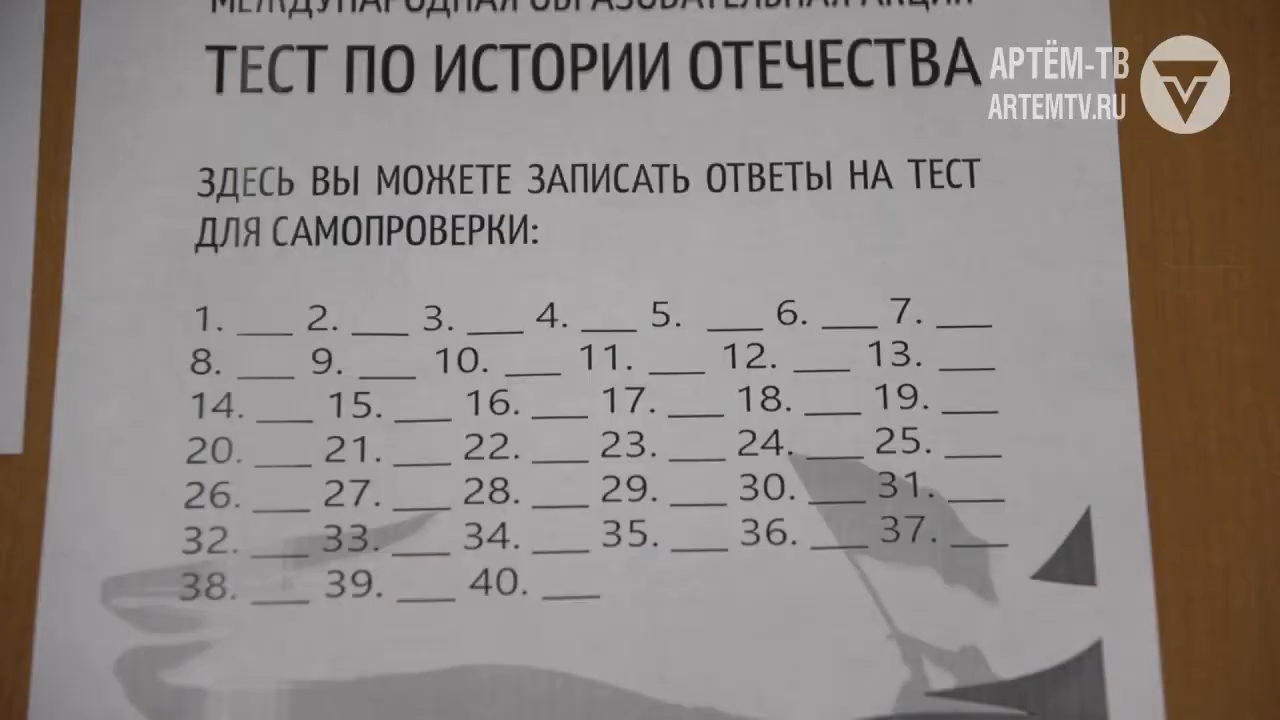 МЕЖДУНАРОДНАЯ ОБРАЗОВАТЕЛЬНАЯ АКЦИЯ
ТЕСТ ПО ИСТОРИИ ОТЕЧЕСТВА
АРТЁМ-ТВ
ARTEMTV.RU
ЗДЕСЬ ВЫ МОЖЕТЕ ЗАПИСАТЬ ОТВЕТЫ НА ТЕСТ
ДЛЯ САМОПРОВЕРКИ:
1. ___ 2. ___ 3. ___ 4. ___ 5. ___ 6. ___ 7. ___
8. ___ 9. ___ 10. ___ 11. ___ 12. ___ 13. ___
14. ___ 15. ___ 16. ___ 17. ___ 18. ___ 19. ___
20. ___ 21. ___ 22. ___ 23. ___ 24. ___ 25. ___
26. ___ 27. ___ 28. ___ 29. ___ 30. ___ 31. ___
32. ___ 33. ___ 34. ___ 35. ___ 36. ___ 37. ___
38. ___ 39. ___ 40. ___